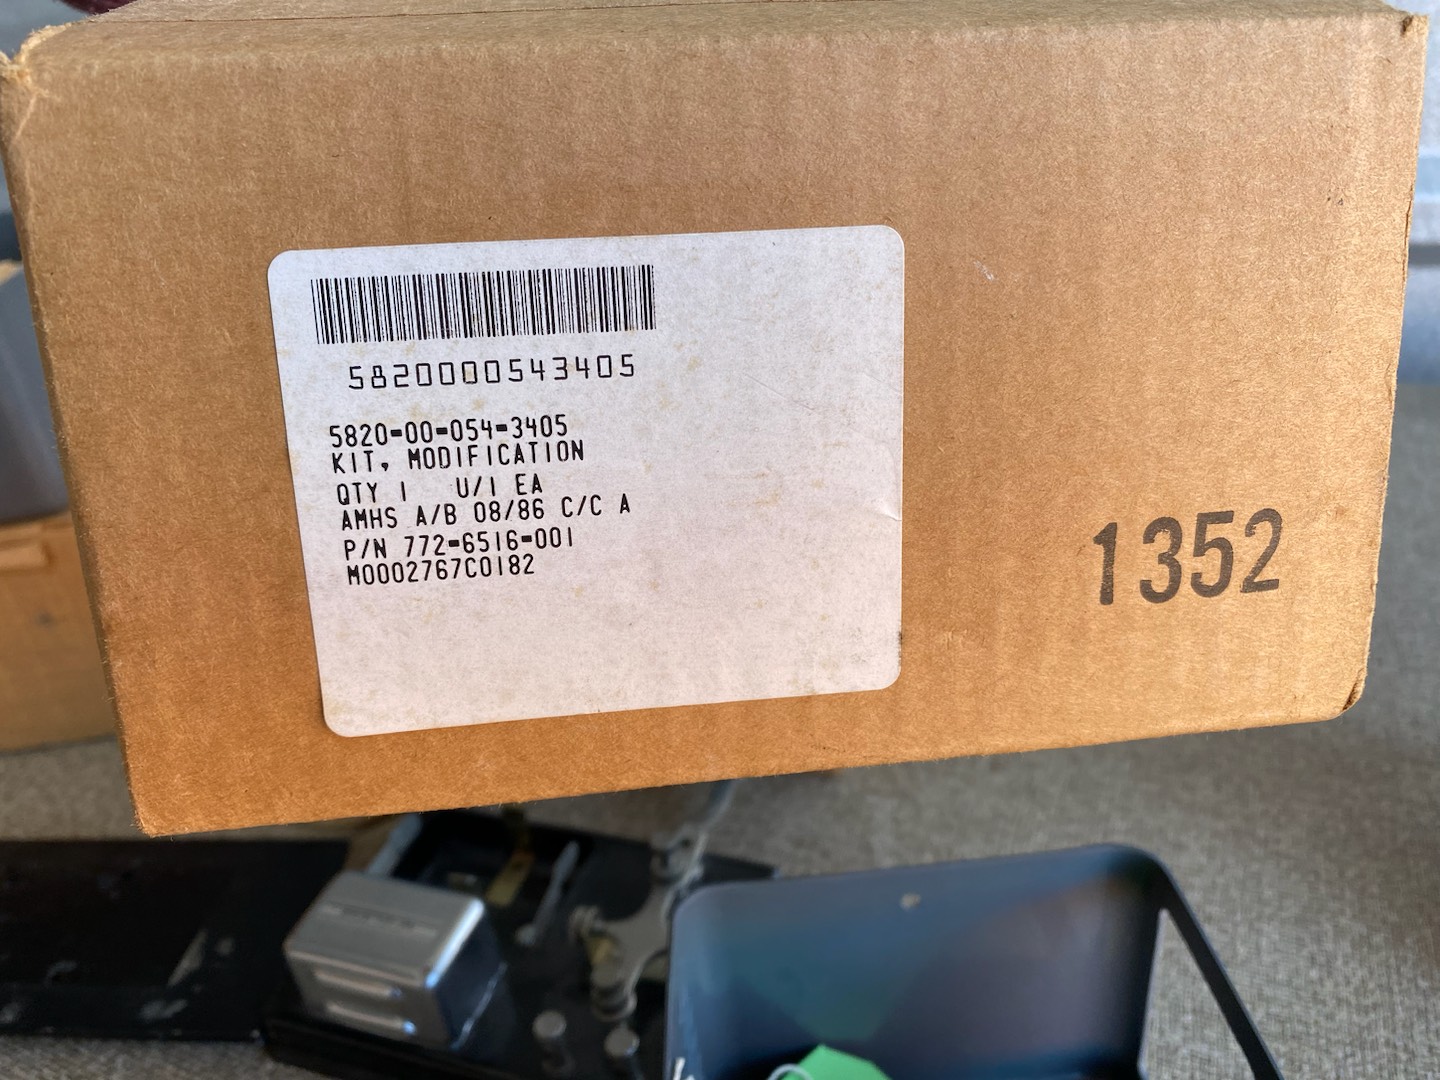 5820000543405
5820-00-054-3405
KIT, MODIFICATION
QTY 1 U/I EA
AMHS A/B 08/86 C/C A
P/N 772-6516-001
M0002767C0182
1352